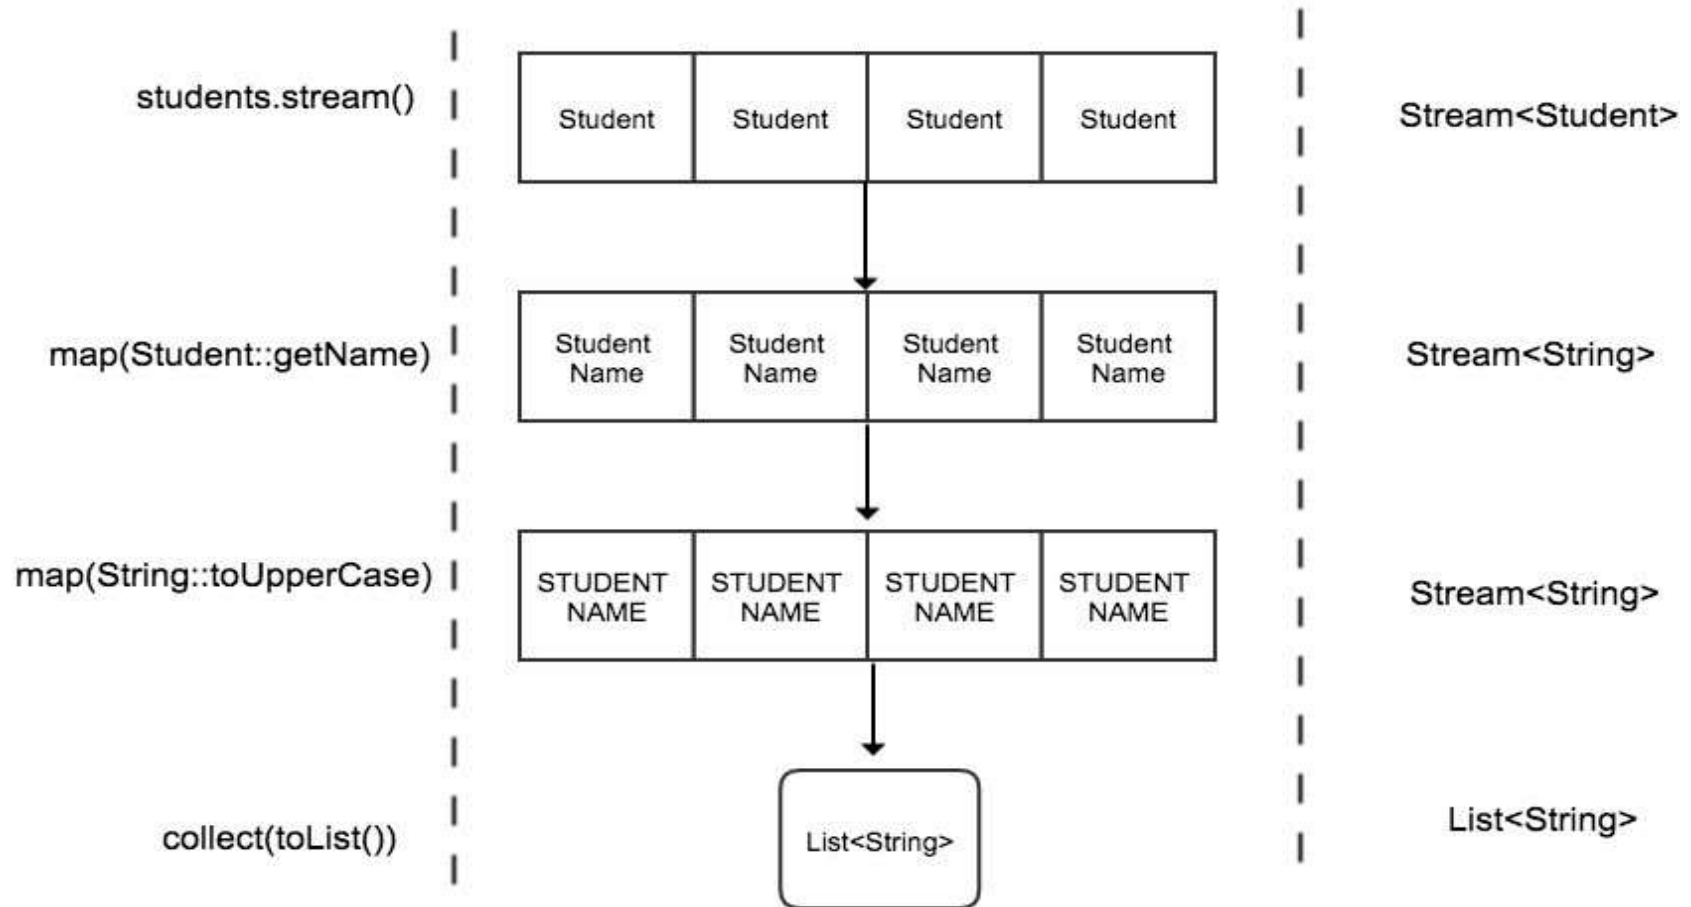 students.stream()
Student Student Student Student
Stream<Student>
map(Student::getName)
Student Student Student Student
Name Name Name Name
Stream<String>
map(String::toUpperCase)
STUDENT STUDENT STUDENT STUDENT
NAME NAME NAME NAME
Stream<String>
collect(toList())
List<String>
List<String>